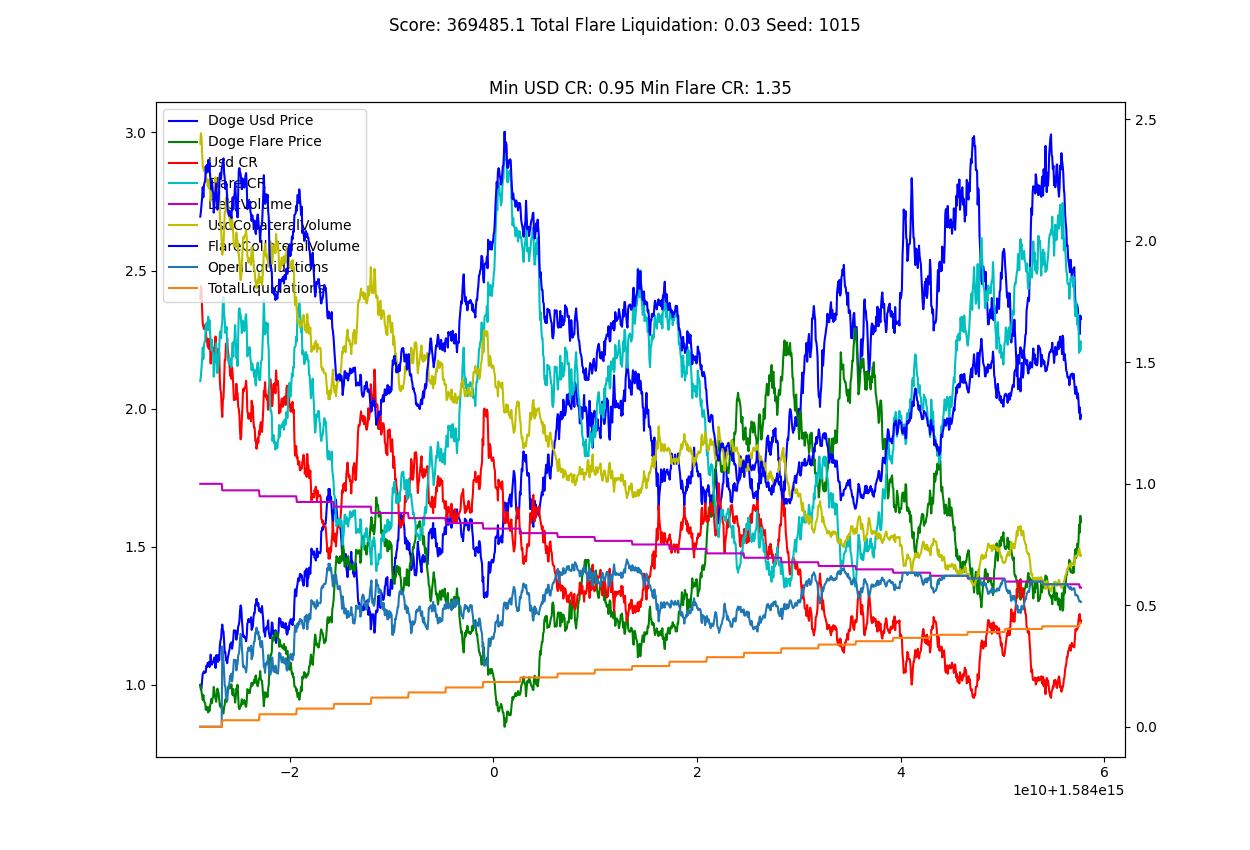 Score: 369485.1 Total Flare Liquidation: 0.03 Seed: 1015
Min USD CR: 0.95 Min Flare CR: 1.35
Doge Usd Price
Doge Flare Price
Usd CR
Flare CR
DebtVolume
UsdCollateralVolume
FlareCollateralVolume
OpenLiquidations
TotalLiquidations
3.0
2.5
2.0
1.5
1.0
2.5
2.0
1.5
1.0
0.5
0.0
−2 0 2 4 6
1e10+1.584e15